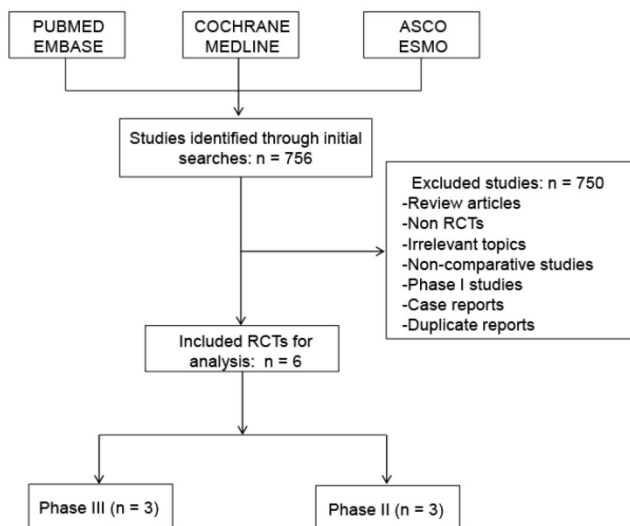 PUBMED
EMBASE
COCHRANE
MEDLINE
ASCO
ESMO
Studies identified through initial
searches: n = 756
Excluded studies: n = 750
-Review articles
-Non RCTs
-Irrelevant topics
-Non-comparative studies
-Phase I studies
-Case reports
-Duplicate reports
Included RCTs for
analysis: n = 6
Phase III (n = 3)
Phase II (n = 3)